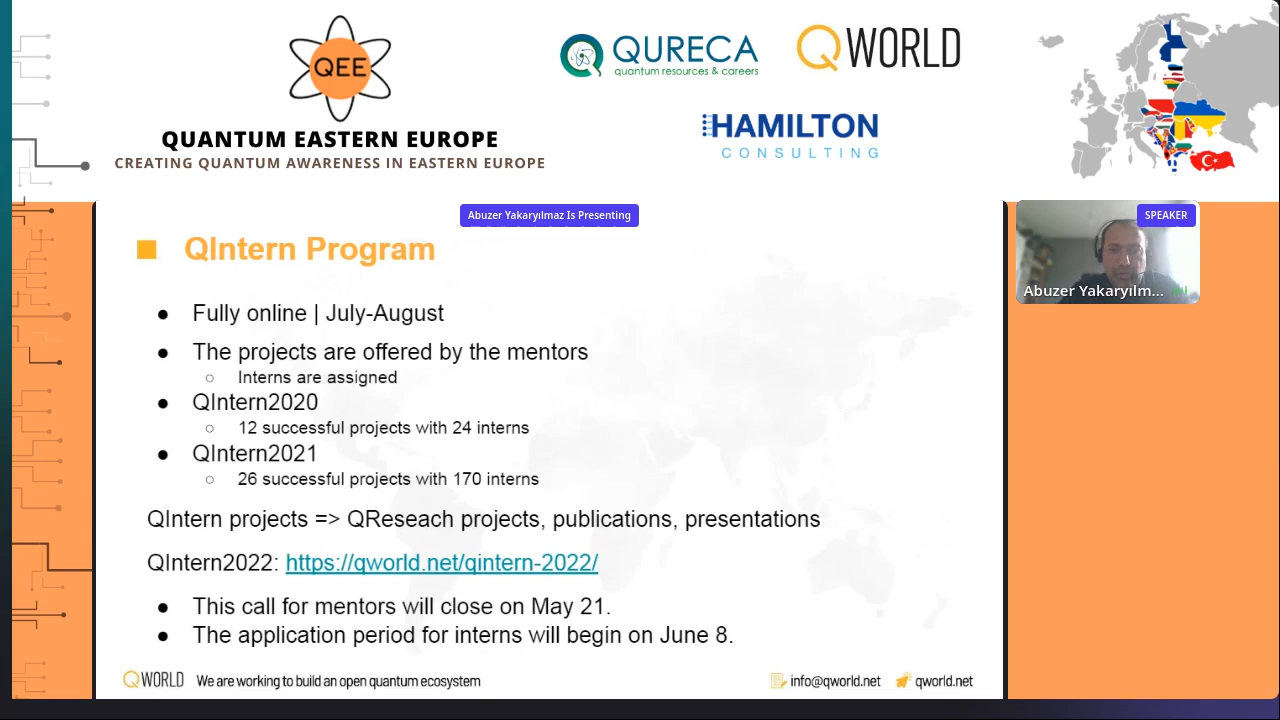 QEE
QUANTUM EASTERN EUROPE
CREATING QUANTUM AWARENESS IN EASTERN EUROPE
QURECA
quantum resources & careers
QWORLD
HAMILTON
CONSULTING
Abuzer Yakaryılmaz Is Presenting
SPEAKER
Abuzer Yakaryılm...
QIntern Program
● Fully online | July-August
● The projects are offered by the mentors
○ Interns are assigned
● QIntern2020
○ 12 successful projects with 24 interns
● QIntern2021
○ 26 successful projects with 170 interns
QIntern projects => QReseach projects, publications, presentations
QIntern2022: https://qworld.net/qintern-2022/
● This call for mentors will close on May 21.
● The application period for interns will begin on June 8.
QWORLD We are working to build an open quantum ecosystem info@qworld.net qworld.net